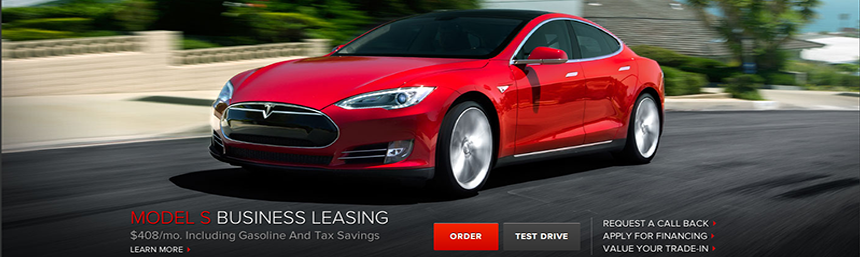 MODEL S BUSINESS LEASING
$408/mo. Including Gasoline And Tax Savings
LEARN MORE
ORDER
TEST DRIVE
REQUEST A CALL BACK
APPLY FOR FINANCING
VALUE YOUR TRADE-IN